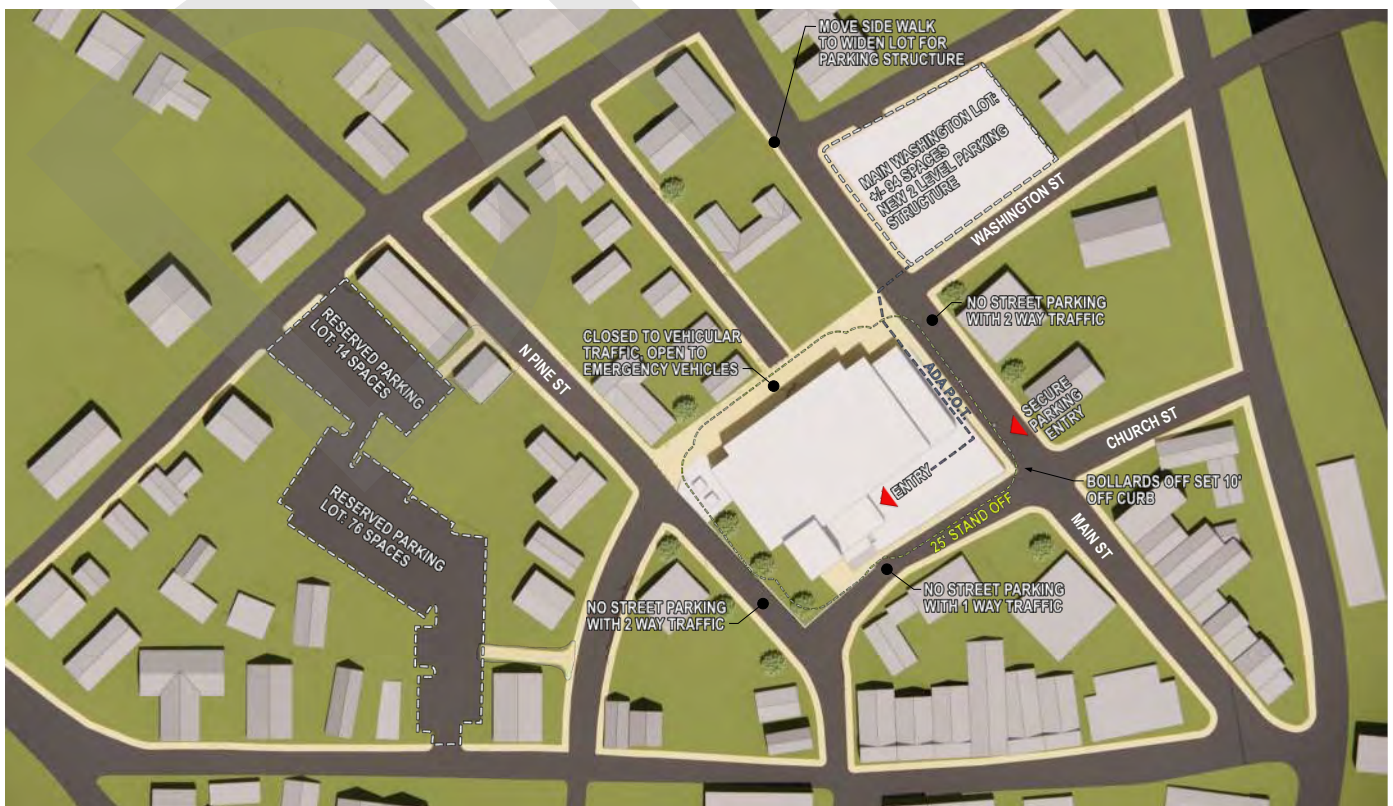 MOVE SIDE WALK
TO WIDEN LOT FOR
PARKING STRUCTURE
MAIN WASHINGTON LOT:
+/- 94 SPACES
NEW 2 LEVEL PARKING
STRUCTURE
WASHINGTON ST
NO STREET PARKING
WITH 2 WAY TRAFFIC
RESERVED PARKING
LOT: 14 SPACES
N PINE ST
CLOSED TO VEHICULAR
TRAFFIC, OPEN TO
EMERGENCY VEHICLES
ADA P.O.T.
SECURE
PARKING
ENTRY
CHURCH ST
ENTRY
BOLLARDS OFF SET 10'
OFF CURB
RESERVED PARKING
LOT: 76 SPACES
25' STAND OFF
MAIN ST
NO STREET PARKING
WITH 2 WAY TRAFFIC
NO STREET PARKING
WITH 1 WAY TRAFFIC